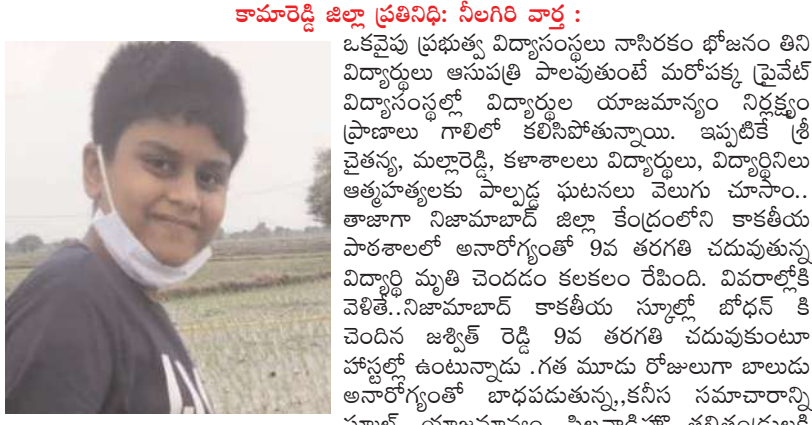 కామారెడ్డి జిల్లా ప్రతినిధి: నీలగిరి వార్త :
ఒకవైపు ప్రభుత్వ విద్యాసంస్థలు నాసిరకం భోజనం తిని
విద్యార్థులు ఆసుపత్రి పాలవుతుంటే మరోపక్క ప్రైవేట్
విద్యాసంస్థల్లో విద్యార్థుల యాజమాన్యం నిర్లక్ష్యం
ప్రాణాలు గాలిలో కలిసిపోతున్నాయి. ఇప్పటికే శ్రీ
చైతన్య, మల్లారెడ్డి, కళాశాలలు విద్యార్థులు, విద్యార్థినిలు
ఆత్మహత్యలకు పాల్పడ్డ ఘటనలు వెలుగు చూసాం..
తాజాగా నిజామాబాద్ జిల్లా కేంద్రంలోని కాకతీయ
పాఠశాలలో అనారోగ్యంతో 9వ తరగతి చదువుతున్న
విద్యార్థి మృతి చెందడం కలకలం రేపింది. వివరాల్లోకి
వెళితే..నిజామాబాద్ కాకతీయ స్కూల్లో బోధన్ కి
చెందిన జశ్విత్ రెడ్డి 9వ తరగతి చదువుకుంటూ
హాస్టల్లో ఉంటున్నాడు .గత మూడు రోజులుగా బాలుడు
అనారోగ్యంతో బాధపడుతున్న,,కనీస సమాచారాన్ని